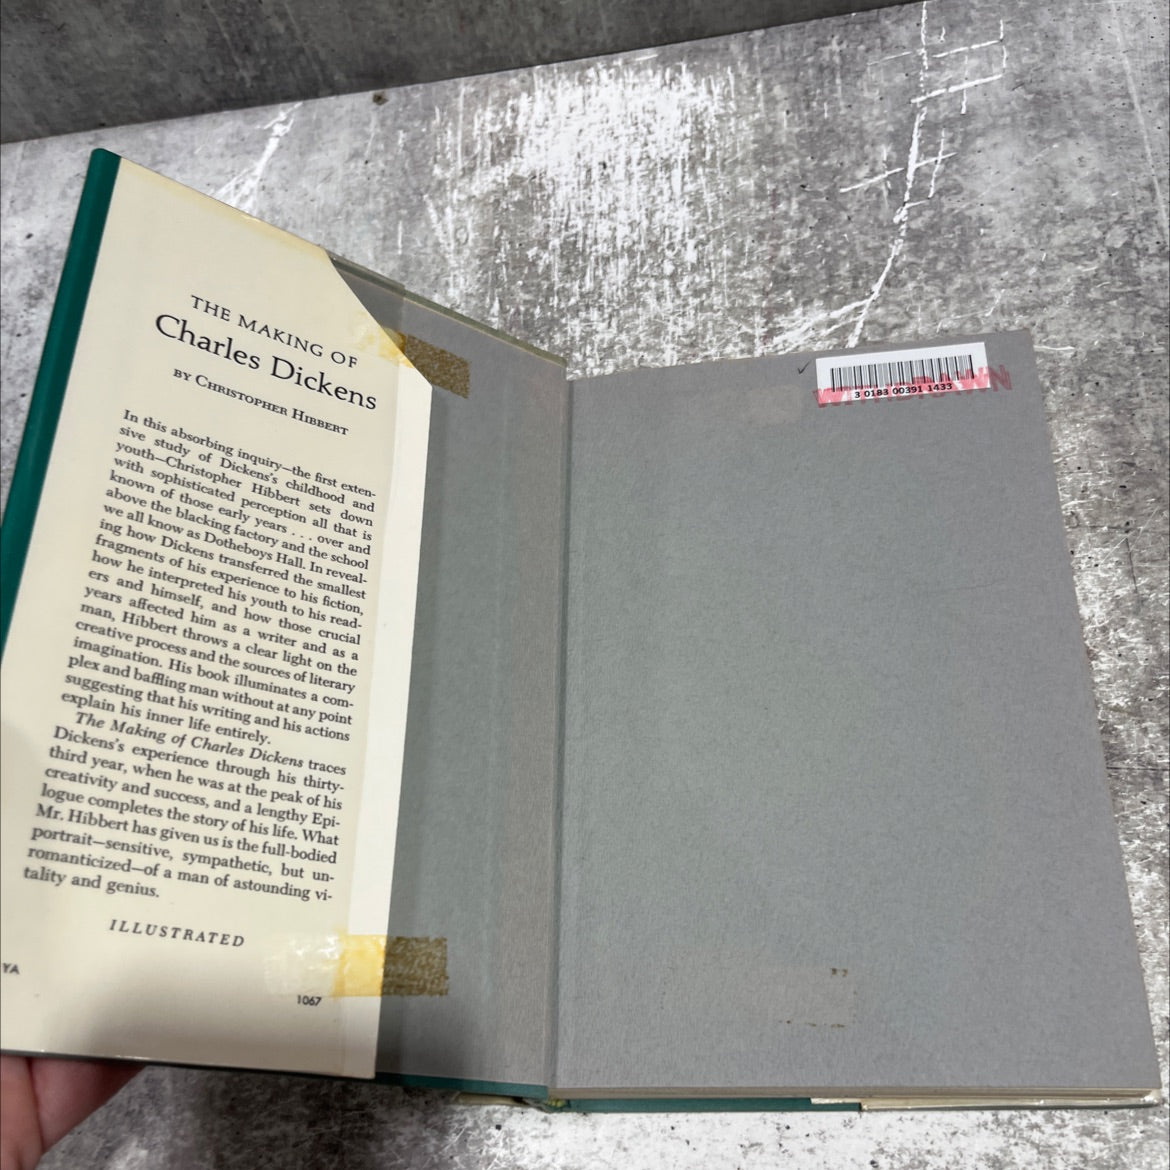 THE MAKING OF
Charles Dickens
BY CHRISTOPHER HIBBERT
In this absorbing inquiry—the first exten-
sive study of Dickens's childhood and
youth—Christopher Hibbert sets down
with sophisticated perception all that is
known of those early years . . . over and
above the blacking factory and the school
we all know as Dotheboys Hall. In reveal-
ing how Dickens transferred the smallest
fragments of his experience to his fiction,
how he interpreted his youth to his read-
ers and himself, and how those crucial
years affected him as a writer and as a
man, Hibbert throws a clear light on the
creative process and the sources of literary
imagination. His book illuminates a com-
plex and baffling man without at any point
suggesting that his writing and his actions
explain his inner life entirely.
The Making of Charles Dickens traces
Dickens's experience through his thirty-
third year, when he was at the peak of his
creativity and success, and a lengthy Epi-
logue completes the story of his life. What
Mr. Hibbert has given us is the full-bodied
portrait—sensitive, sympathetic, but un-
romanticized—of a man of astounding vi-
tality and genius.
ILLUSTRATED
YA
1067
3 0183 00391 1433
WITHDRAWN